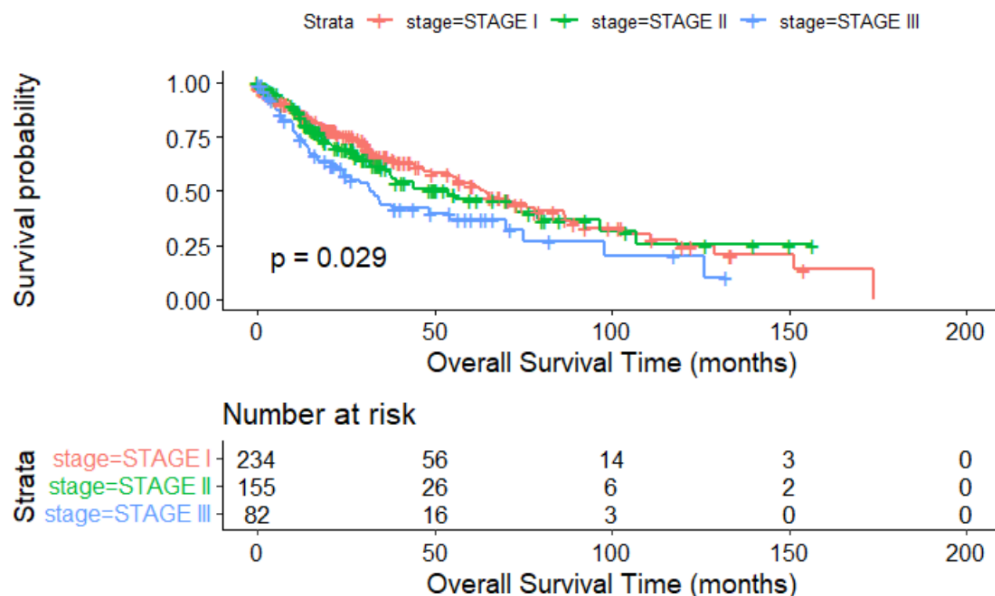 Strata stage=STAGE I stage=STAGE II stage=STAGE III
Survival probability
1.00
0.75
0.50
0.25
0.00
p = 0.029
0 50 100 150 200
Overall Survival Time (months)
Number at risk
Strata
stage=STAGE I 234 56 14 3 0
stage=STAGE II 155 26 6 2 0
stage=STAGE III 82 16 3 0 0
0 50 100 150 200
Overall Survival Time (months)